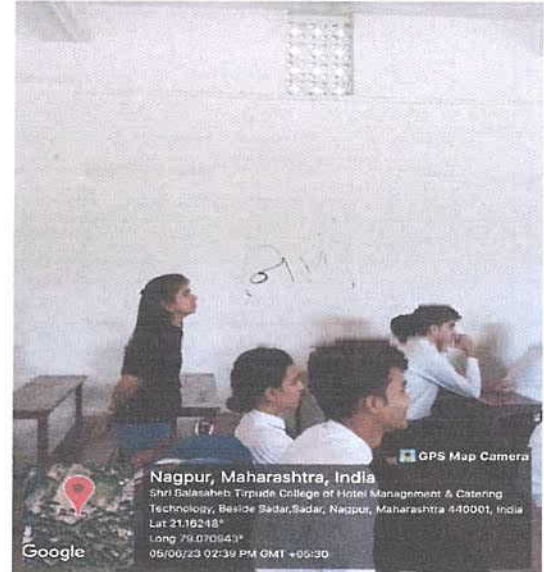 GPS Map Camera
Nagpur, Maharashtra, India
Shri Balasaheb Tirpude College of Hotel Management & Catering
Technology, Beside Sadar,Sadar, Nagpur, Maharashtra 440001, India
Lat 21.16248°
Long 79.070943°
05/06/23 02:39 PM GMT +05:30
Google